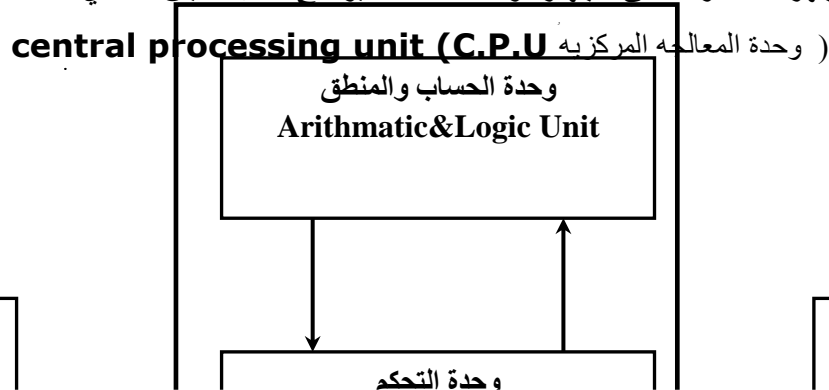 ( وحدة المعالجه المركزيه central processing unit (C.P.U
وحدة الحساب والمنطق
Arithmatic&Logic Unit
وحدة التحكم